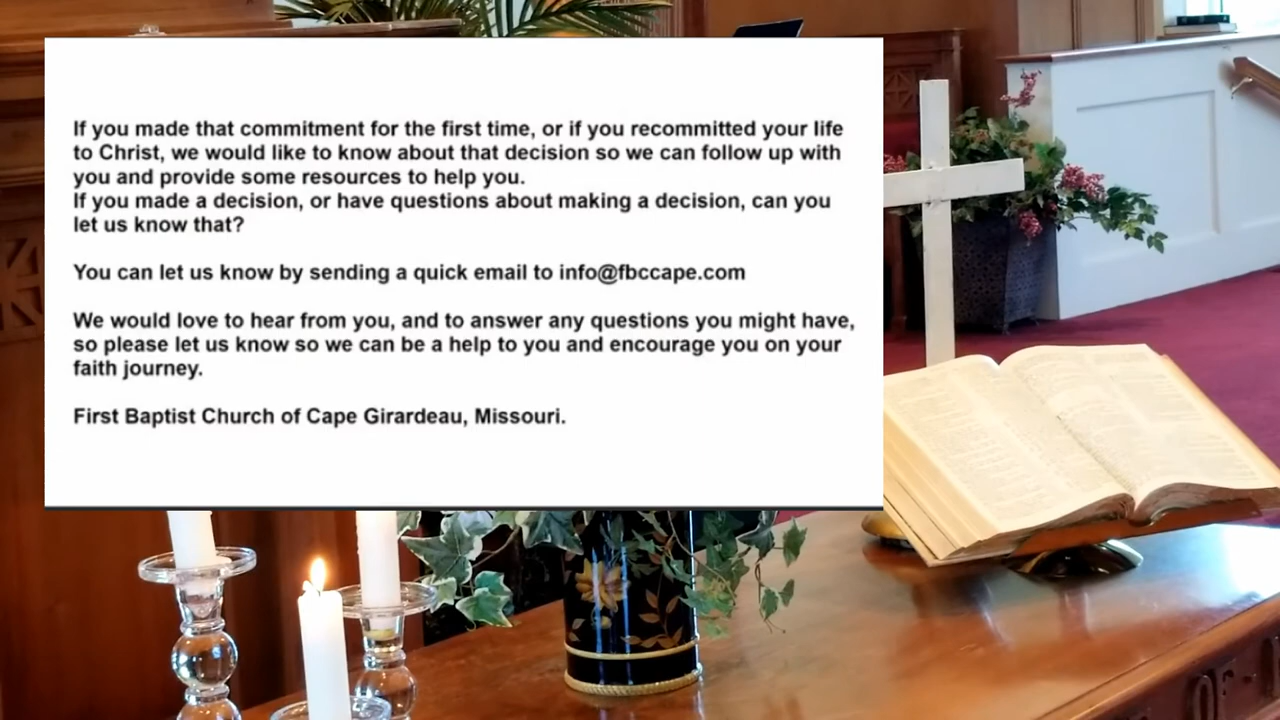 If you made that commitment for the first time, or if you recommitted your life
to Christ, we would like to know about that decision so we can follow up with
you and provide some resources to help you.
If you made a decision, or have questions about making a decision, can you
let us know that?
You can let us know by sending a quick email to info@fbccape.com
We would love to hear from you, and to answer any questions you might have,
so please let us know so we can be a help to you and encourage you on your
faith journey.
First Baptist Church of Cape Girardeau, Missouri.
OF